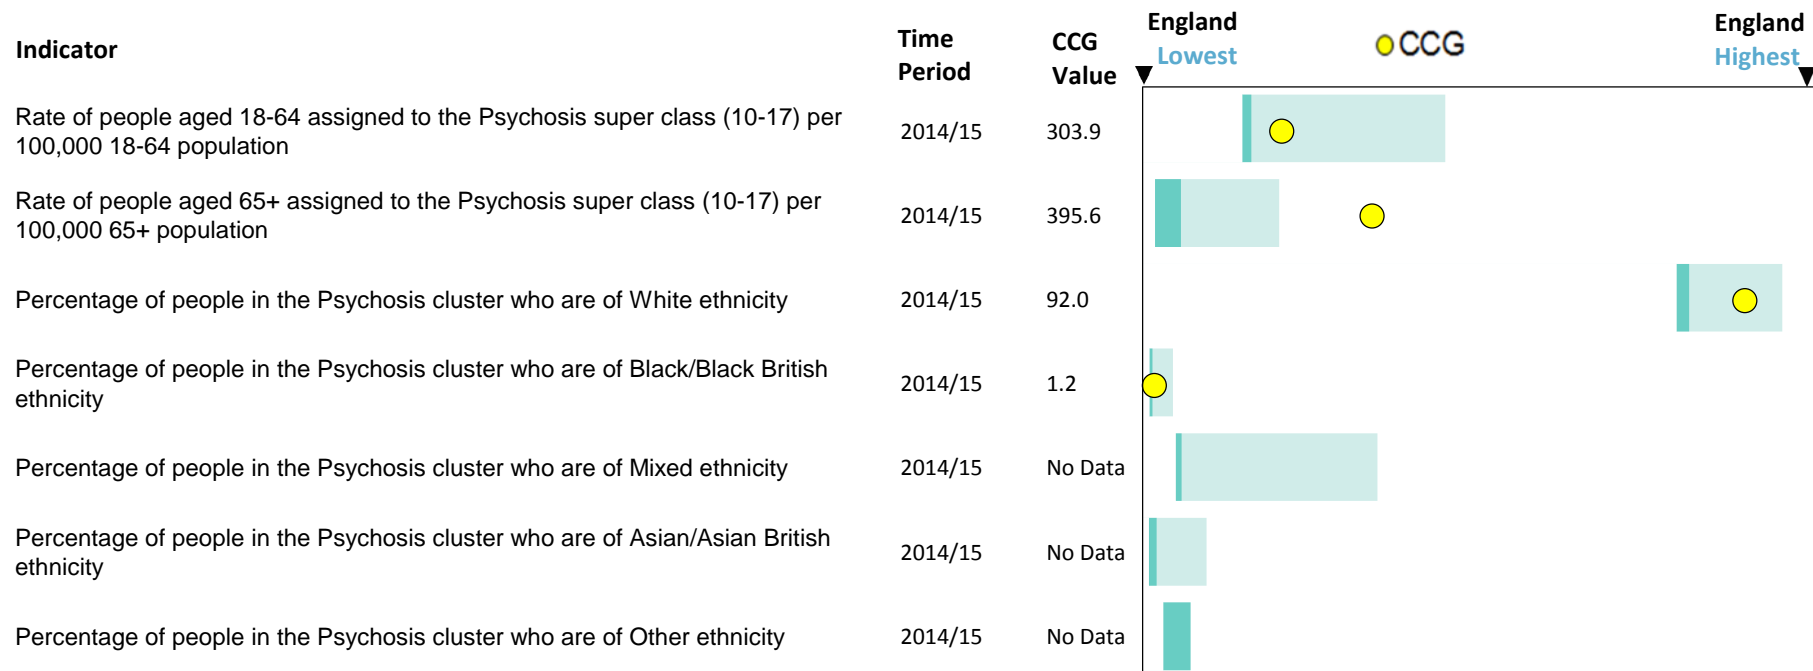 Indicator
Time
Period
CCG
Value
England
Lowest
CCG
England
Highest
Rate of people aged 18-64 assigned to the Psychosis super class (10-17) per
100,000 18-64 population
2014/15
303.9
Rate of people aged 65+ assigned to the Psychosis super class (10-17) per
100,000 65+ population
2014/15
395.6
Percentage of people in the Psychosis cluster who are of White ethnicity
2014/15
92.0
Percentage of people in the Psychosis cluster who are of Black/Black British
ethnicity
2014/15
1.2
Percentage of people in the Psychosis cluster who are of Mixed ethnicity
2014/15
No Data
Percentage of people in the Psychosis cluster who are of Asian/Asian British
ethnicity
2014/15
No Data
Percentage of people in the Psychosis cluster who are of Other ethnicity
2014/15
No Data